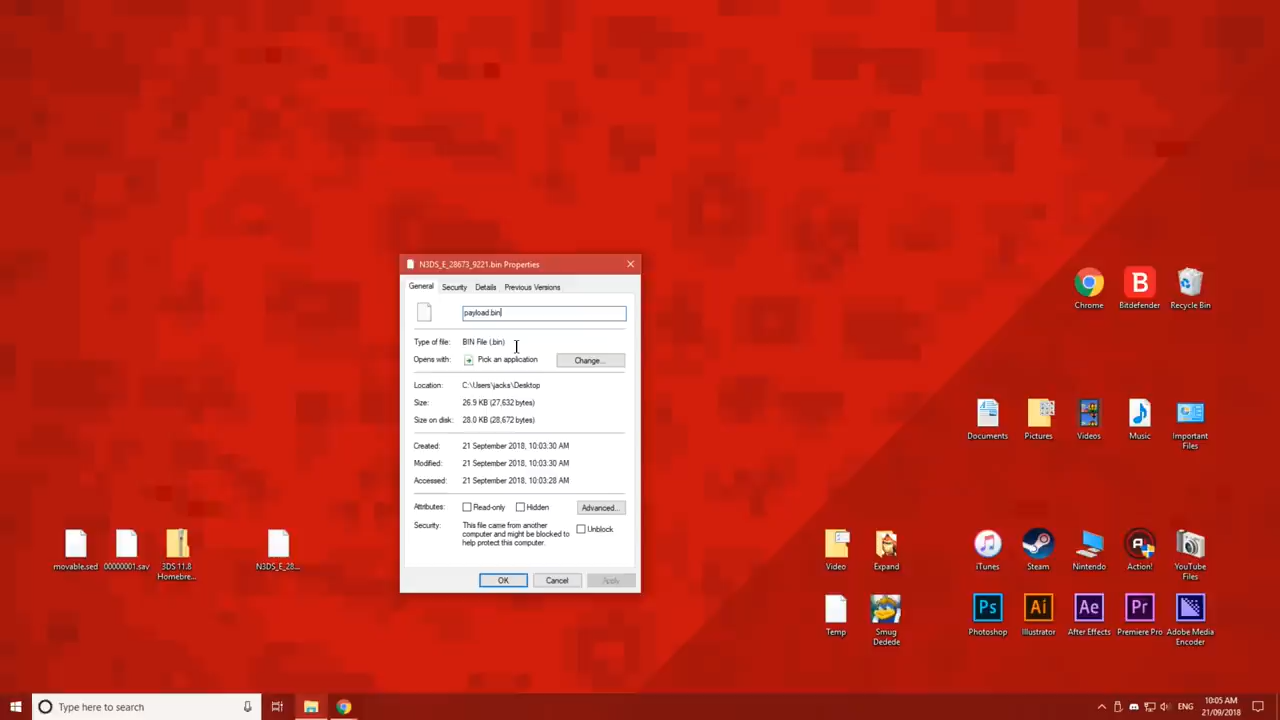 N3DS_E_28673_9221.bin Properties
General Security Details Previous Versions
payload.bin
Type of file: BIN File (.bin)
Opens with: Pick an application Change...
Location: C:\Users\jacks\Desktop
Size: 26.9 KB (27,632 bytes)
Size on disk: 28.0 KB (28,672 bytes)
Created: 21 September 2018, 10:03:30 AM
Modified: 21 September 2018, 10:03:30 AM
Accessed: 21 September 2018, 10:03:28 AM
Attributes: Read-only Hidden Advanced...
Security: This file came from another
computer and might be blocked to
help protect this computer.
Unblock
OK Cancel Apply
movable.sed 00000001.sav 3DS 11.8
Homebre...
N3DS_E_28...
Chrome Bitdefender Recycle Bin
B
Documents Pictures Videos Music Important
Files
Video Expand iTunes Steam Nintendo Action! YouTube
Files
Ps Ai Ae Pr
Temp Smug
Dedede
Photoshop Illustrator After Effects Premiere Pro Adobe Media
Encoder
Type here to search
ENG
10:05 AM
21/09/2018